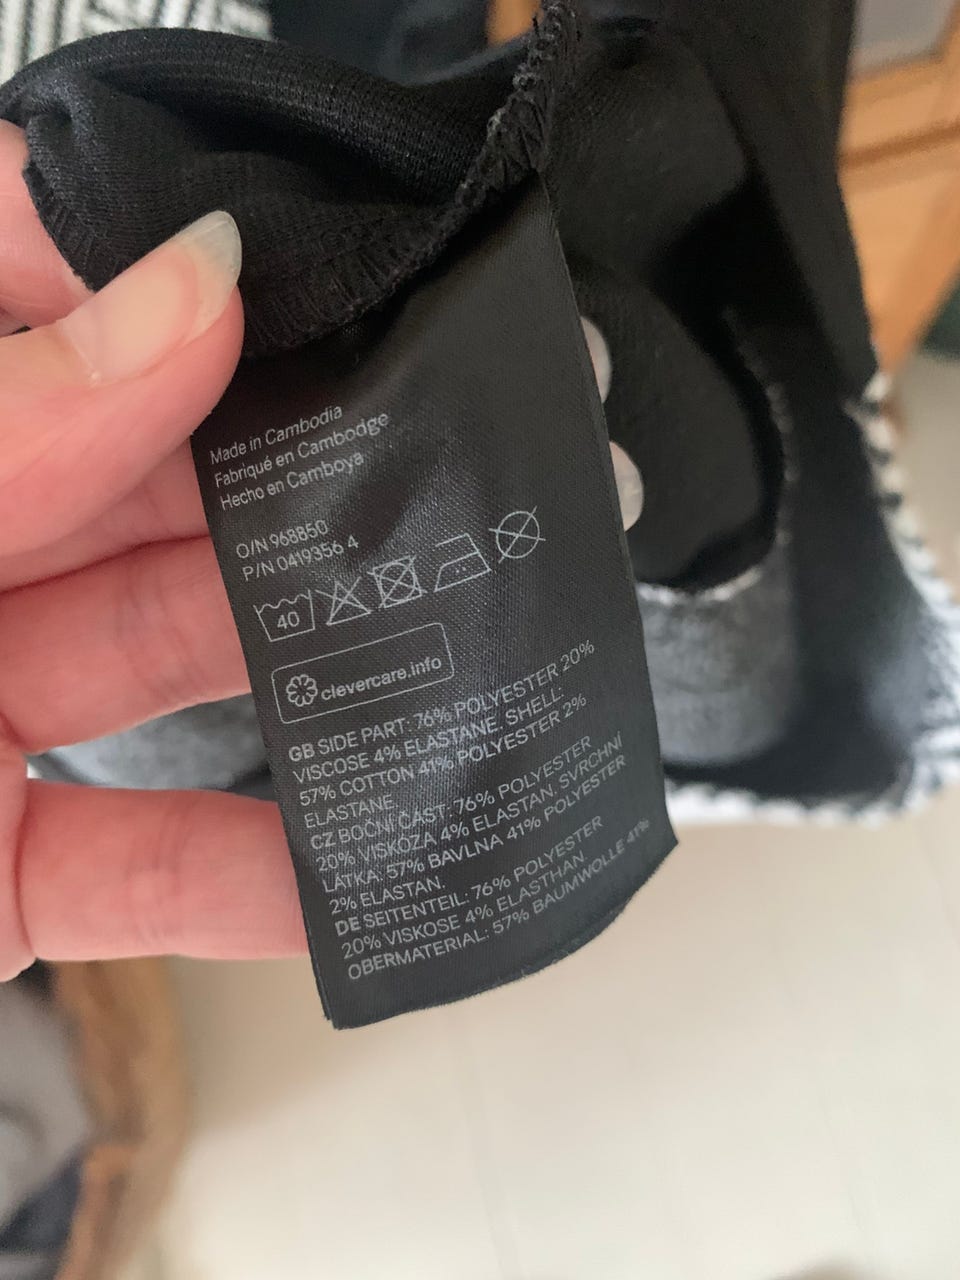 Made in Cambodia
Fabriqué en Cambodge
Hecho en Camboya
O/N 968850
P/N 0419356 4
40
clevercare.info
GB SIDE PART: 76% POLYESTER 20%
VISCOSE 4% ELASTANE. SHELL:
57% COTTON 41% POLYESTER 2%
ELASTANE.
CZ BOČNÍ ČÁST: 76% POLYESTER
20% VISKÓZA 4% ELASTAN. SVRCHNÍ
LÁTKA: 57% BAVLNA 41% POLYESTER
2% ELASTAN.
DE SEITENTEIL: 76% POLYESTER
20% VISKOSE 4% ELASTHAN.
OBERMATERIAL: 57% BAUMWOLLE 41%